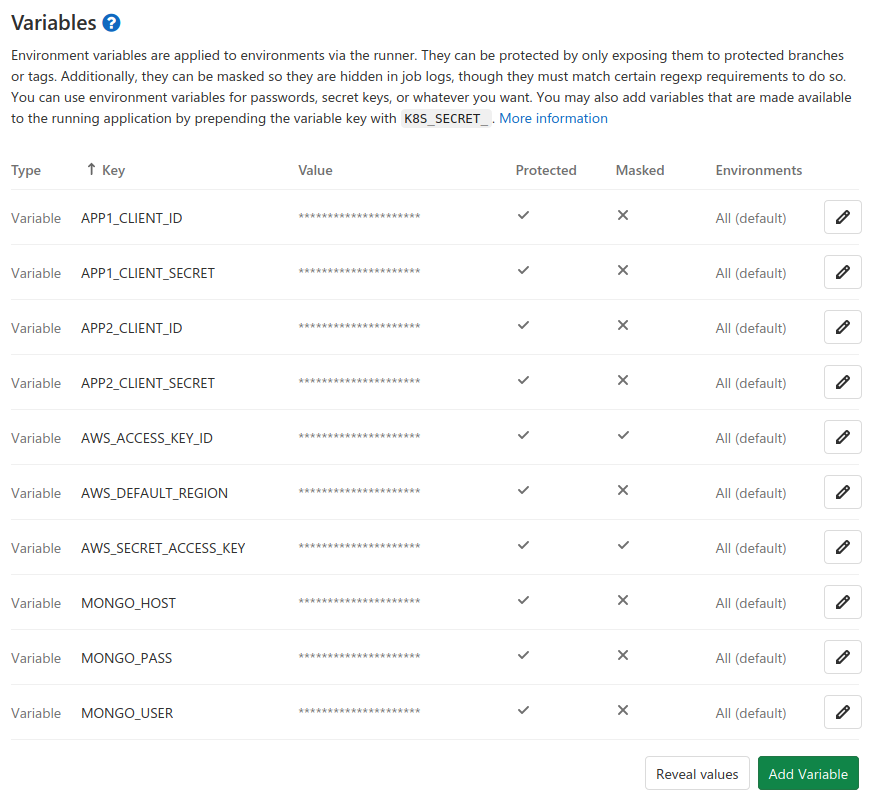 Variables ?
Environment variables are applied to environments via the runner. They can be protected by only exposing them to protected branches
or tags. Additionally, they can be masked so they are hidden in job logs, though they must match certain regexp requirements to do so.
You can use environment variables for passwords, secret keys, or whatever you want. You may also add variables that are made available
to the running application by prepending the variable key with K8S_SECRET_ . More information
Type ↑ Key Value Protected Masked Environments
Variable APP1_CLIENT_ID ********************* ✓ ✕ All (default)
Variable APP1_CLIENT_SECRET ********************* ✓ ✕ All (default)
Variable APP2_CLIENT_ID ********************* ✓ ✕ All (default)
Variable APP2_CLIENT_SECRET ********************* ✓ ✕ All (default)
Variable AWS_ACCESS_KEY_ID ********************* ✓ ✓ All (default)
Variable AWS_DEFAULT_REGION ********************* ✓ ✕ All (default)
Variable AWS_SECRET_ACCESS_KEY ********************* ✓ ✓ All (default)
Variable MONGO_HOST ********************* ✓ ✕ All (default)
Variable MONGO_PASS ********************* ✓ ✕ All (default)
Variable MONGO_USER ********************* ✓ ✕ All (default)
Reveal values Add Variable